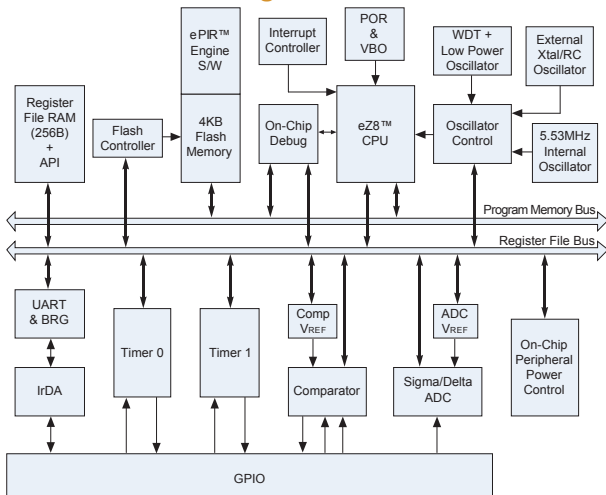 ePIR™
Engine
S/W
Interrupt
Controller
POR
&
VBO
WDT +
Low Power
Oscillator
External
Xtal/RC
Oscillator
Register
File RAM
(256B)
+
API
Flash
Controller
4KB
Flash
Memory
On-Chip
Debug
eZ8™
CPU
Oscillator
Control
5.53MHz
Internal
Oscillator
Program Memory Bus
Register File Bus
UART
& BRG
Timer 0
Timer 1
Comp
VREF
ADC
VREF
On-Chip
Peripheral
Power
Control
IrDA
Comparator
Sigma/Delta
ADC
GPIO